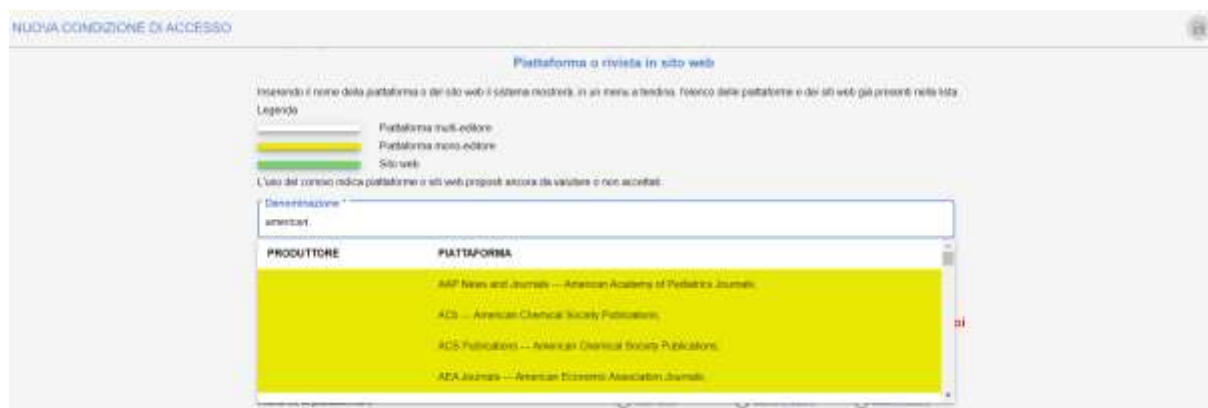 NUOVA CONDIZIONE DI ACCESSO
Piattaforma o rivista in sito web
Inserendo il nome della piattaforma o del sito web il sistema mostrerà, in un menu a tendina, l'elenco delle piattaforme e dei siti web già presenti nella lista
Legenda
Piattaforma multi-editore
Piattaforma mono-editore
Sito web
L'uso del corsivo indica piattaforme o siti web proposti ancora da valutare o non accettati.
Denominazione *
american
PRODUTTORE PIATTAFORMA
AAP News and Journals --- American Academy of Pediatrics Journals;
ACS --- American Chemical Society Publications;
oi
ACS Publications --- American Chemical Society Publications;
AEA Journals --- American Economic Association Journals;